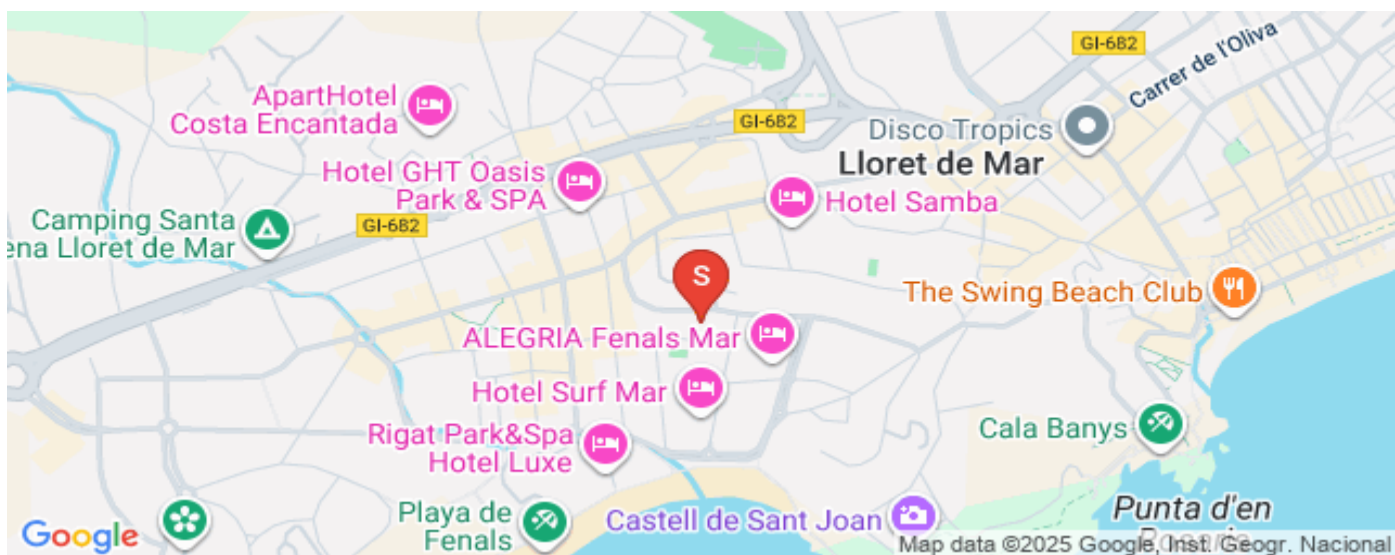 GI-682
Carrer de l'Oliva
ApartHotel
Costa Encantada
GI-682
Disco Tropics
Lloret de Mar
Hotel GHT Oasis
Park & SPA
Hotel Samba
Camping Santa
ena Lloret de Mar
GI-682
S
The Swing Beach Club
ALEGRIA Fenals Mar
Hotel Surf Mar
Rigat Park&Spa
Hotel Luxe
Cala Banys
Playa de
Fenals
Castell de Sant Joan
Punta d'en
Google
Map data ©2025 Google, Inst. Geogr. Nacional